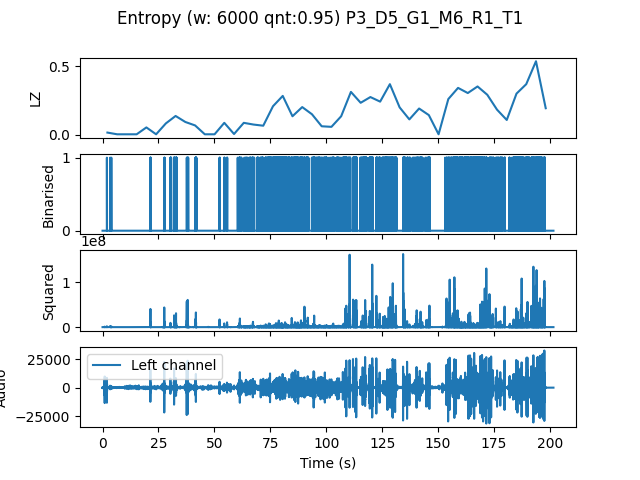 Entropy (w: 6000 qnt:0.95) P3_D5_G1_M6_R1_T1
0.5
0.0
LZ
1
0
Binarised
1e8
1
0
Squared
25000
0
−25000
Audio
Left channel
0 25 50 75 100 125 150 175 200
Time (s)